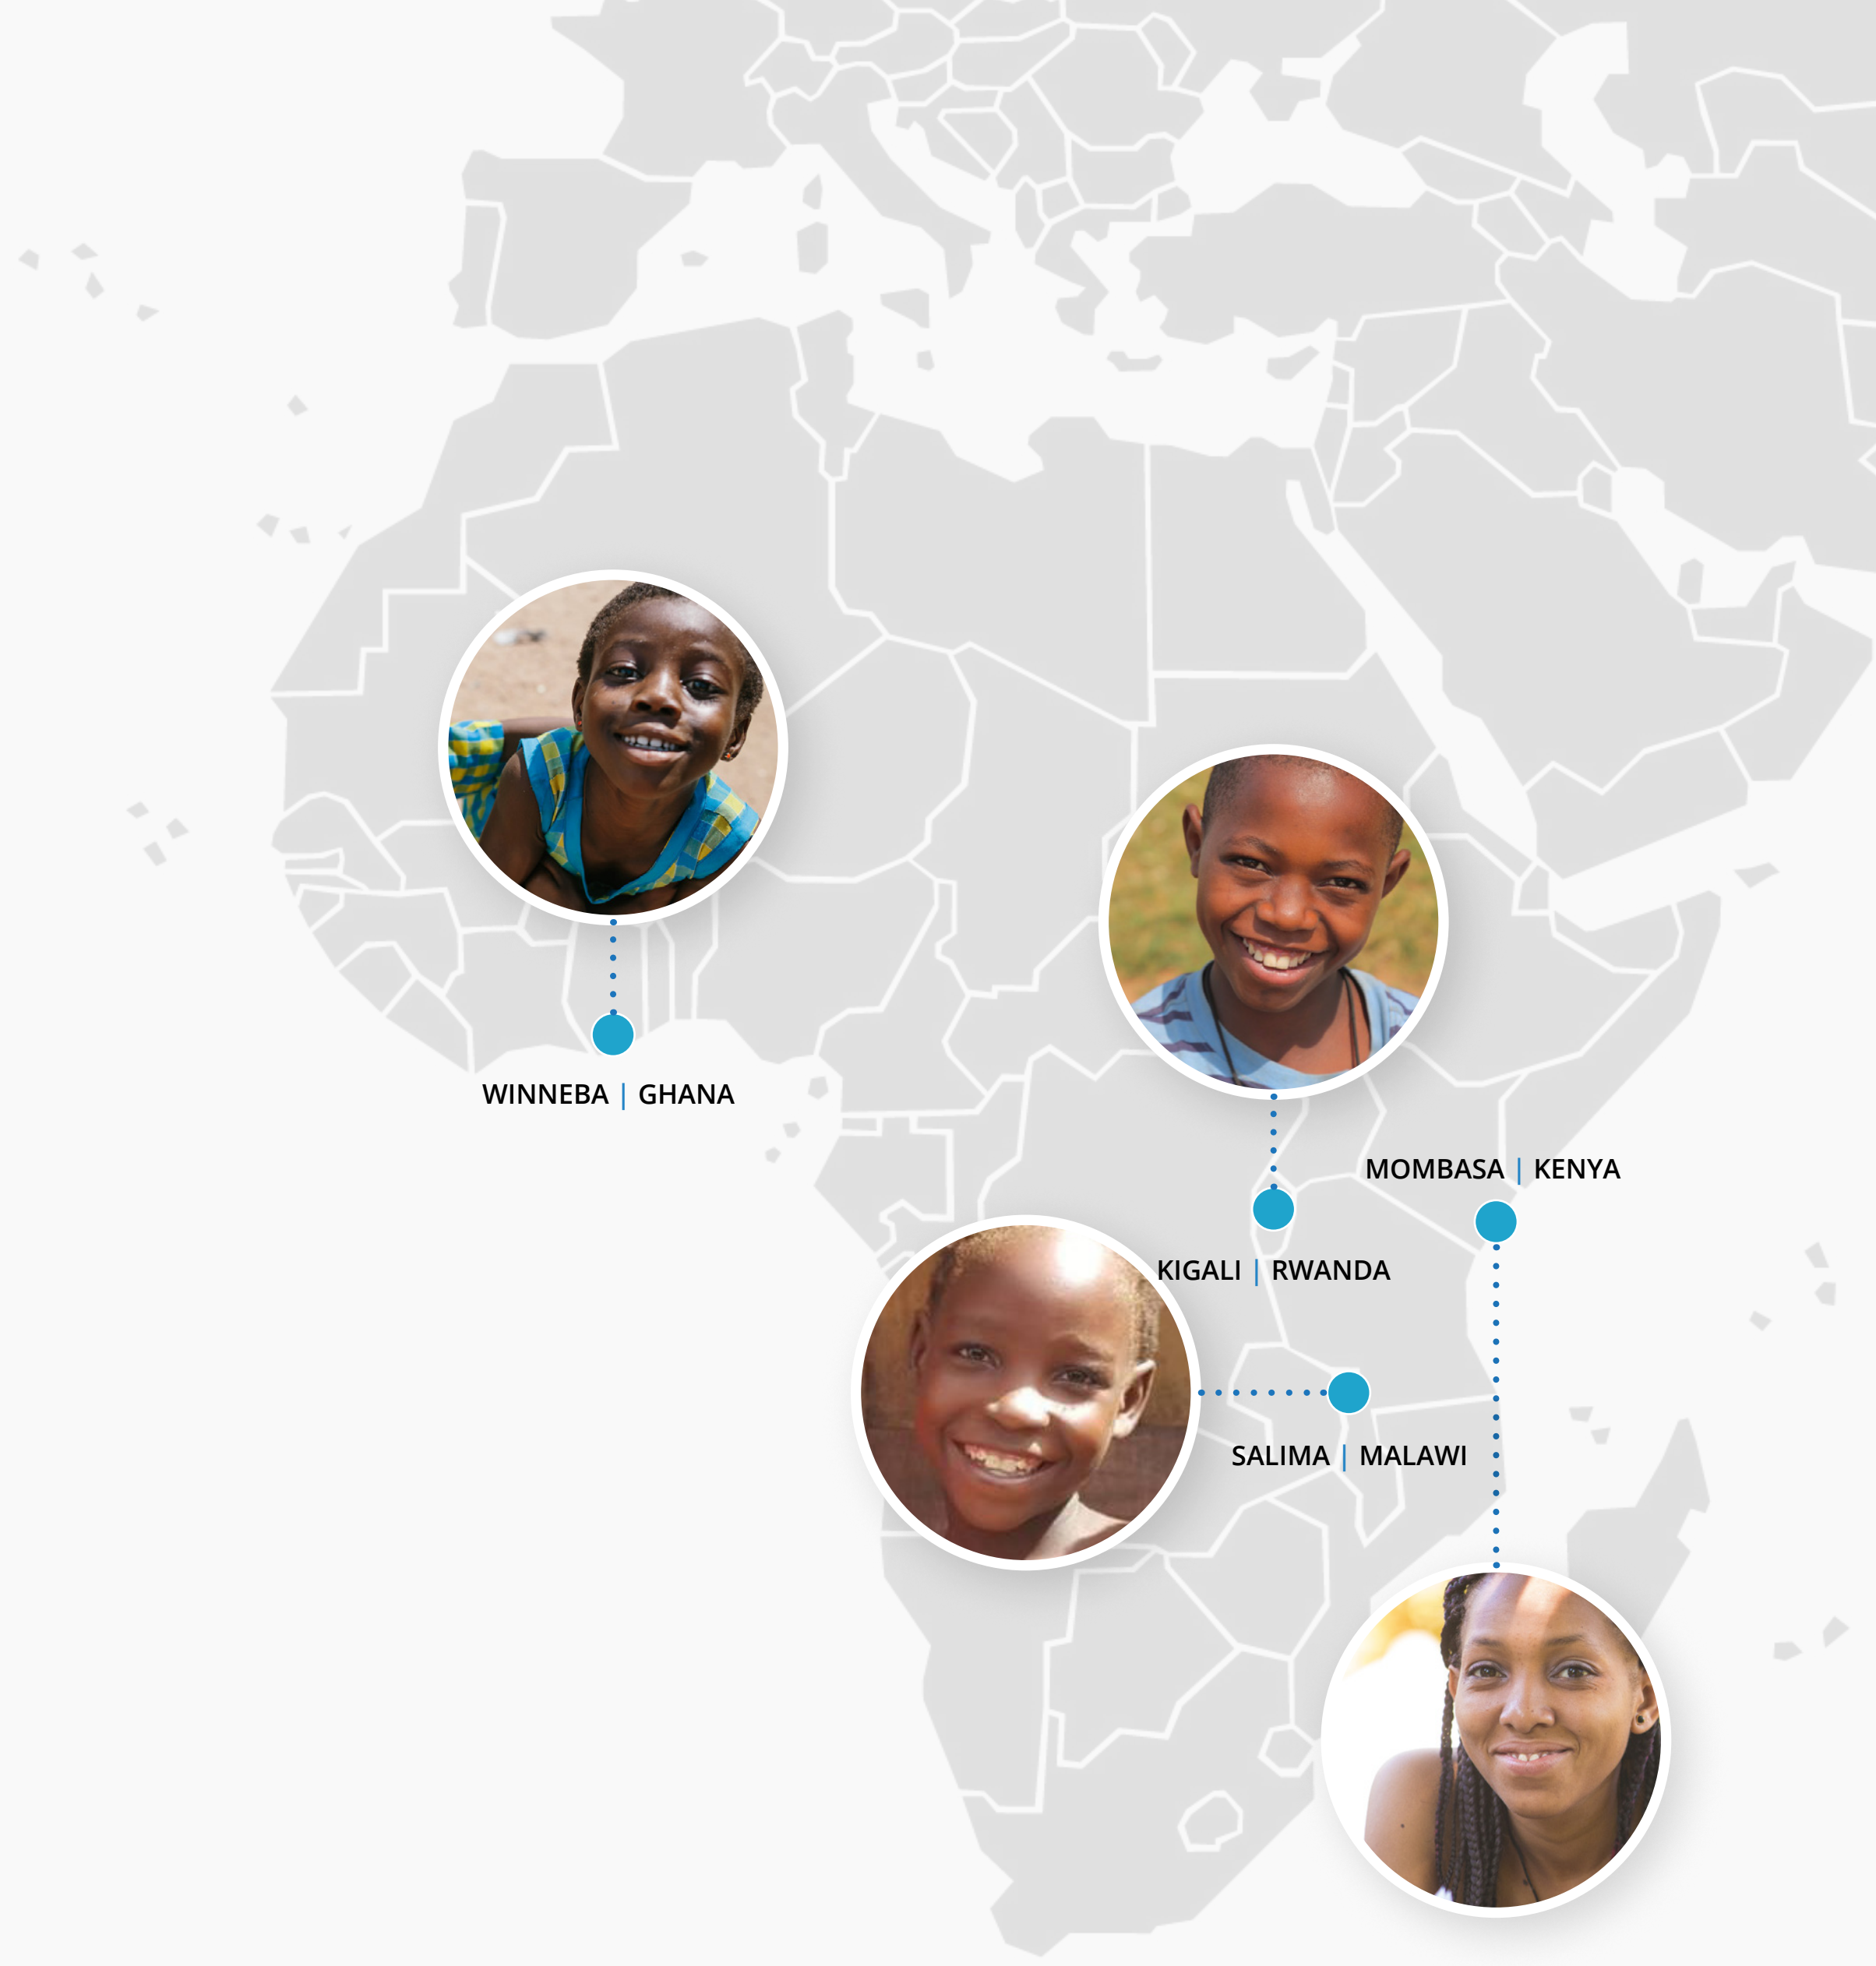 WINNEBA | GHANA
MOMBASA | KENYA
KIGALI | RWANDA
SALIMA | MALAWI